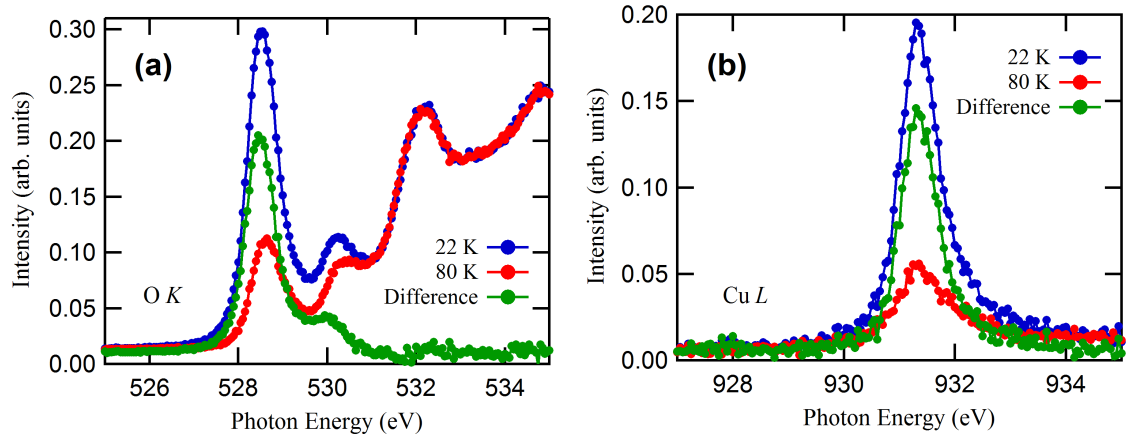 (a)
0.30
0.25
0.20
0.15
0.10
0.05
0.00
Intensity (arb. units)
22 K
80 K
Difference
O K
526
528
530
532
534
Photon Energy (eV)
(b)
0.20
0.15
0.10
0.05
0.00
Intensity (arb. units)
22 K
80 K
Difference
Cu L
928
930
932
934
Photon Energy (eV)